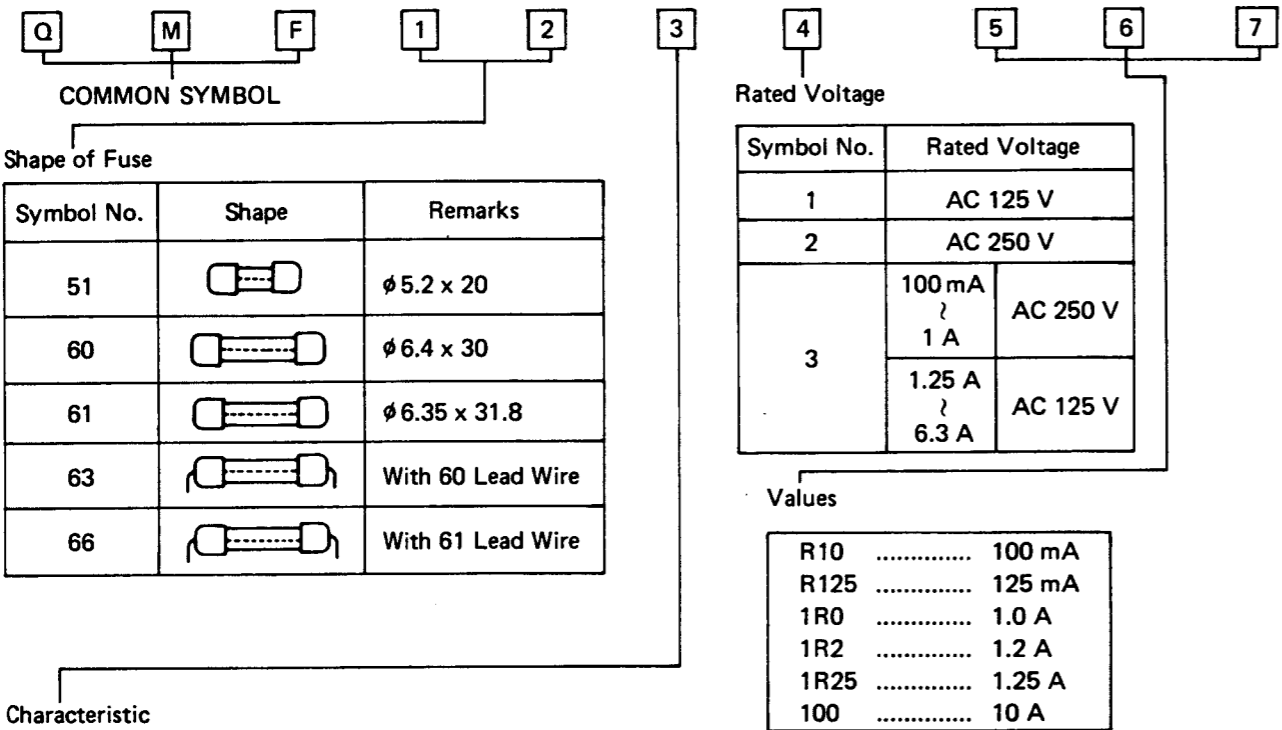 Q M F 1 2 3 4 5 6 7
COMMON SYMBOL
Shape of Fuse
Symbol No. Shape Remarks
51 ϕ5.2 x 20
60 ϕ6.4 x 30
61 ϕ6.35 x 31.8
63 With 60 Lead Wire
66 With 61 Lead Wire
Characteristic
Rated Voltage
Symbol No. Rated Voltage
1 AC 125 V
2 AC 250 V
3
100 mA
~
1 A
AC 250 V
1.25 A
~
6.3 A
AC 125 V
Values
R10 .............. 100 mA
R125 .............. 125 mA
1R0 .............. 1.0 A
1R2 .............. 1.2 A
1R25 .............. 1.25 A
100 .............. 10 A